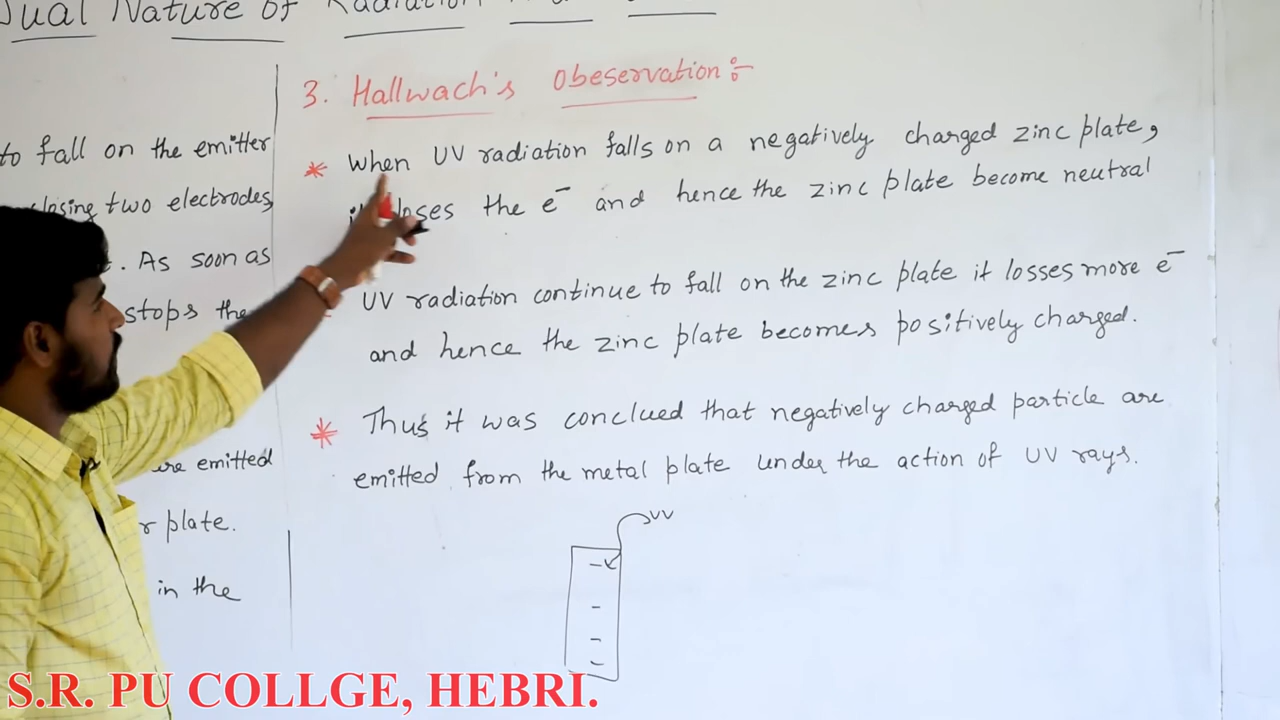 Dual Nature of Radiation
to fall on the emitter
closing two electrodes,
. As soon as
stops the
are emitted
plate.
in the
3. Hallwach's Obeservation:-
* When UV radiation falls on a negatively charged zinc plate,
it loses the e⁻ and hence the zinc plate become neutral
UV radiation continue to fall on the zinc plate it losses more e⁻
and hence the zinc plate becomes positively charged.
* Thus it was conclued that negatively charged particle are
emitted from the metal plate under the action of UV rays.
UV
S.R. PU COLLGE, HEBRI.